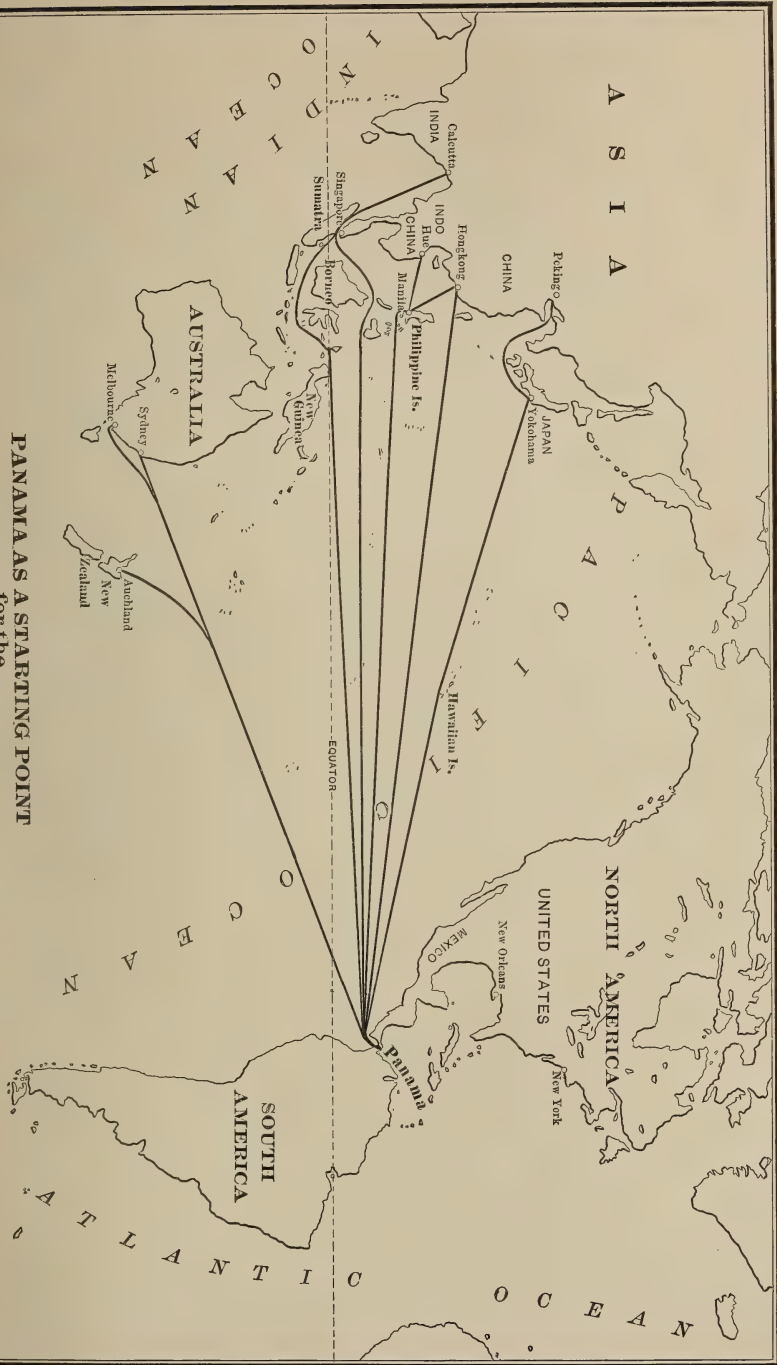 ASIA
NORTH AMERICA
UNITED STATES
New York
New Orleans
MEXICO
Panama
Peking
CHINA
JAPAN
Yokohama
PACIFIC
OCEAN
Calcutta
INDIA
INDO
CHINA
Hue
Hongkong
Manila
Philippine Is.
Hawaiian Is.
Singapore
Sumatra
Borneo
New
Guinea
EQUATOR
INDIAN
OCEAN
AUSTRALIA
Melbourne
Sydney
Auchland
New
Zealand
SOUTH
AMERICA
ATLANTIC OCEAN
PANAMA AS A STARTING POINT
for the